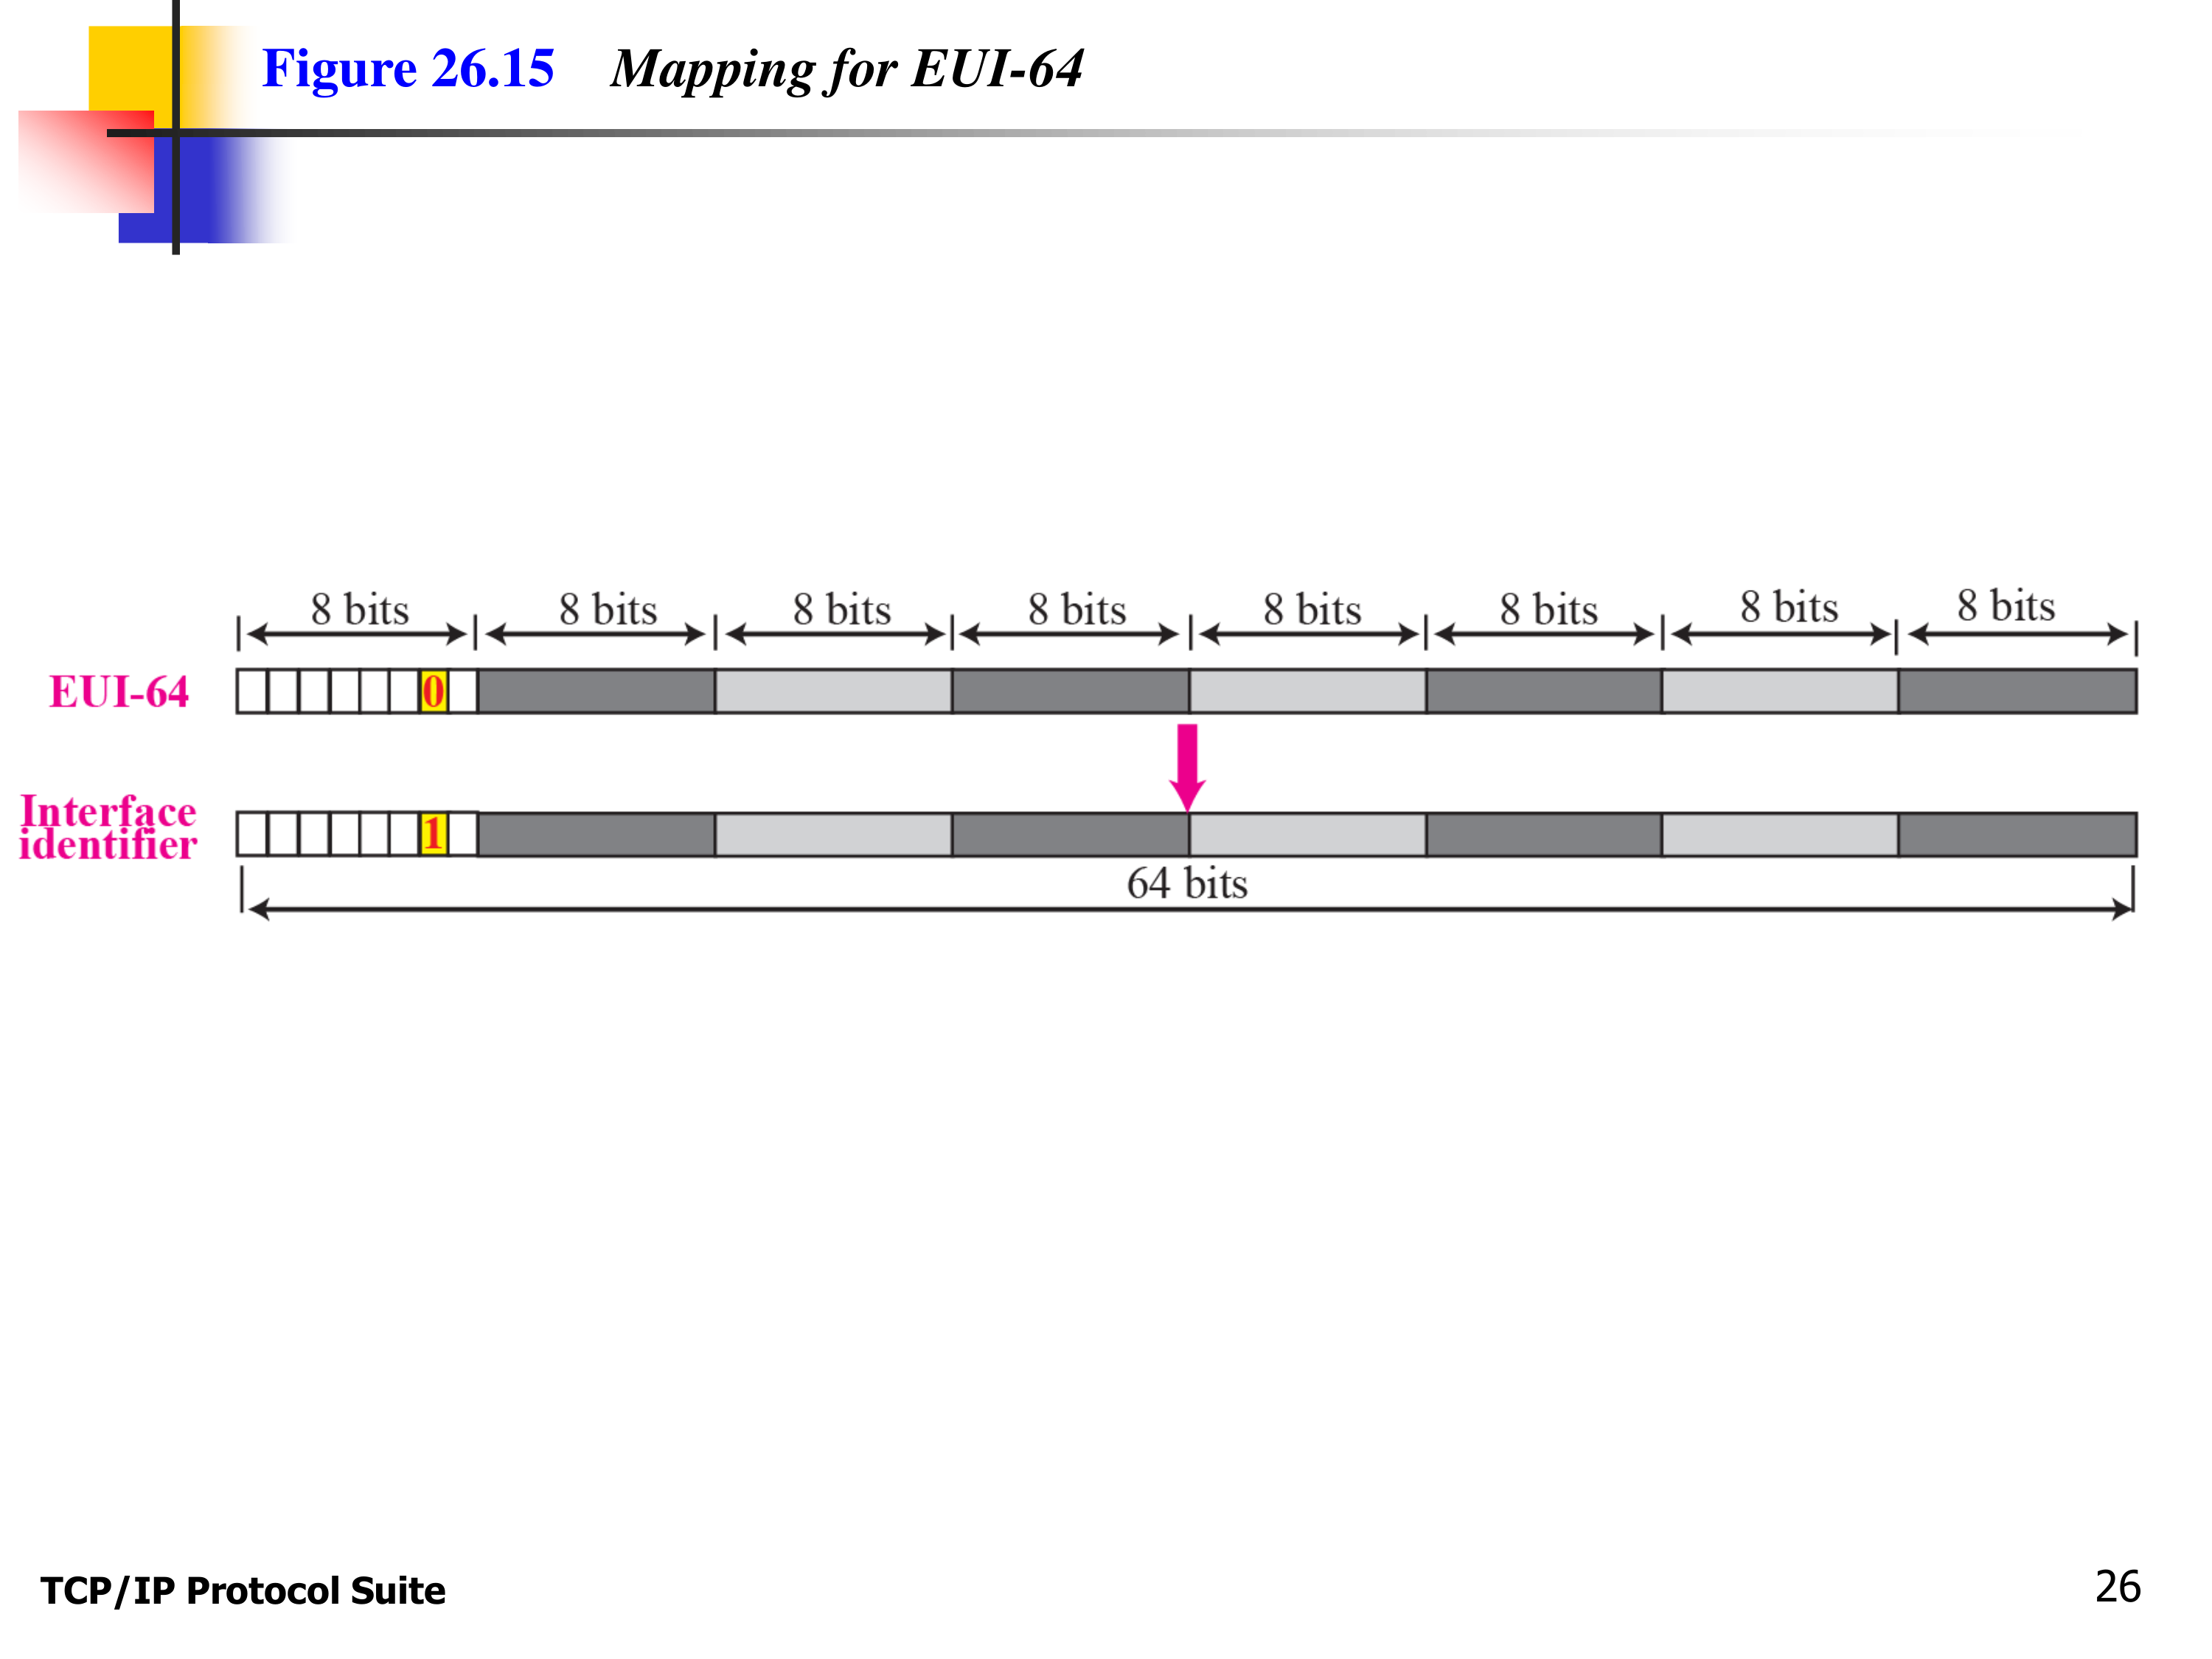 Figure 26.15 Mapping for EUI-64
8 bits 8 bits 8 bits 8 bits 8 bits 8 bits 8 bits 8 bits
EUI-64 0
Interface
identifier 1
64 bits
TCP/IP Protocol Suite 26